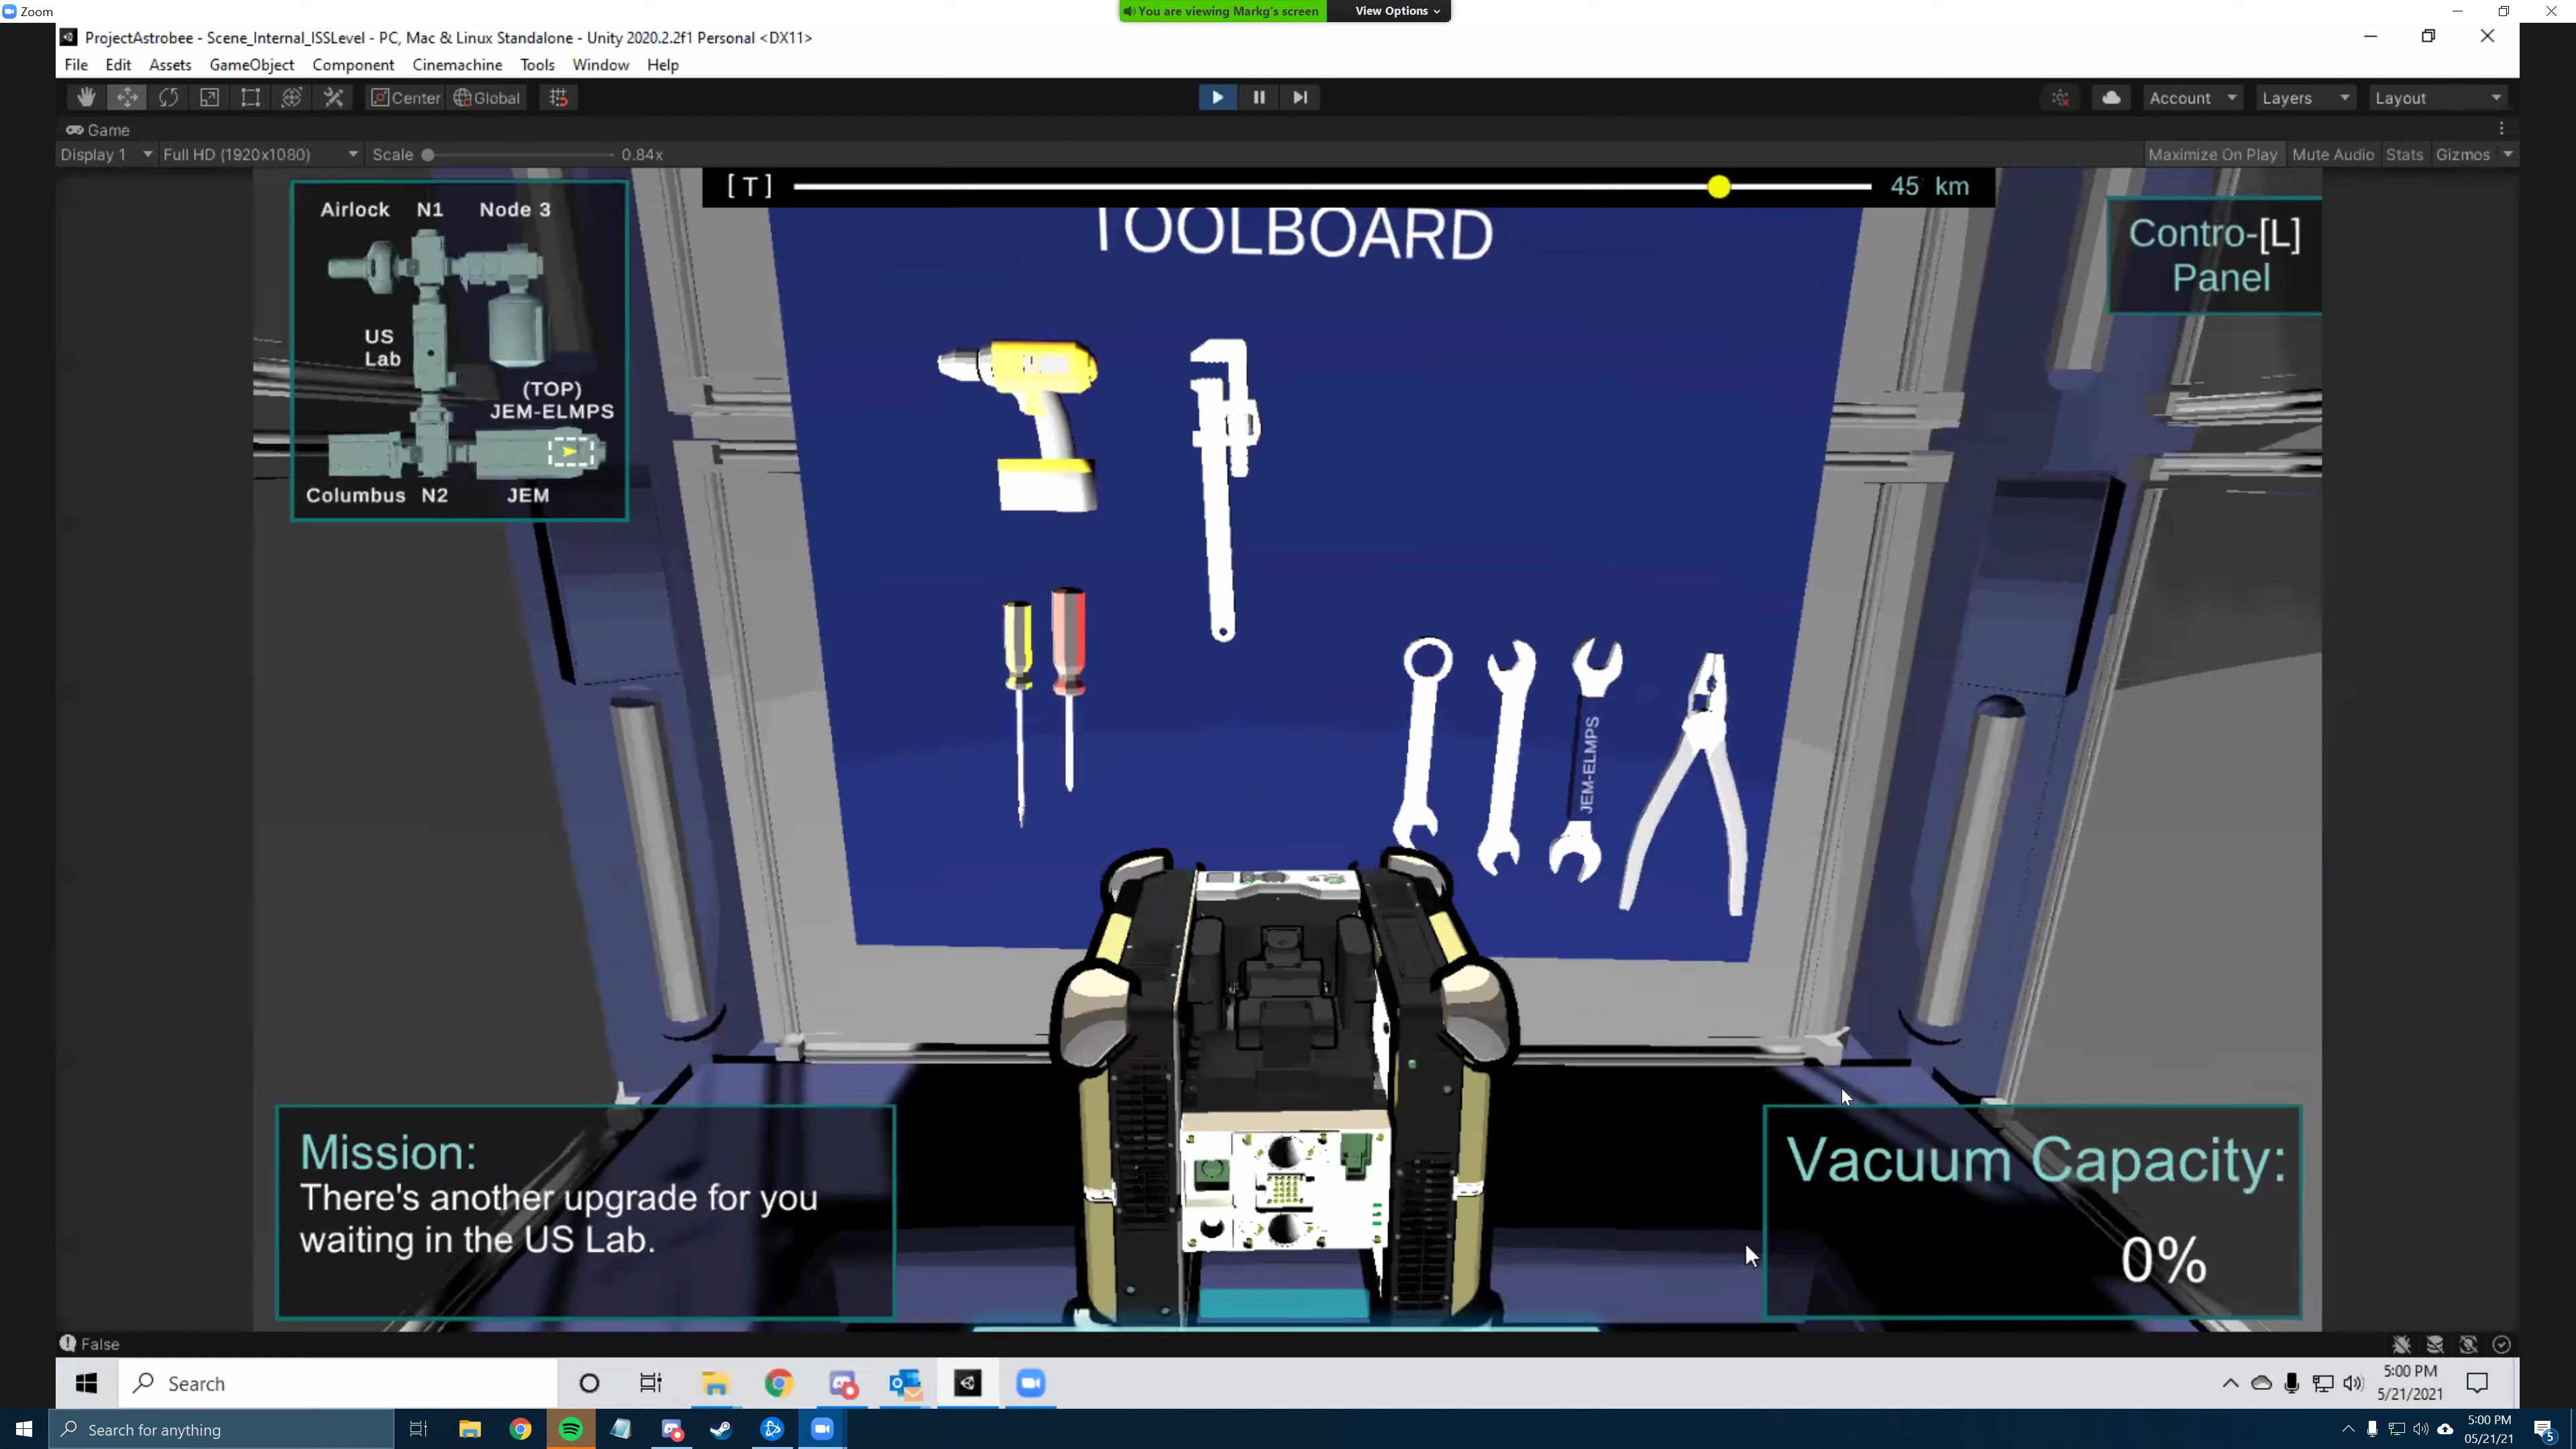 Zoom
You are viewing Markg's screen
View Options
ProjectAstrobee - Scene_Internal_ISSLevel - PC, Mac & Linux Standalone - Unity 2020.2.2f1 Personal <DX11>
File Edit Assets GameObject Component Cinemachine Tools Window Help
Center Global
Account Layers Layout
Game
Display 1 Full HD (1920x1080) Scale 0.84x
Maximize On Play Mute Audio Stats Gizmos
[ T ] 45 km
Airlock N1 Node 3
US
Lab
(TOP)
JEM-ELMPS
Columbus N2 JEM
TOOLBOARD
Contro-[L]
Panel
JEM-ELMPS
Mission:
There's another upgrade for you
waiting in the US Lab.
Vacuum Capacity:
0%
False
Search
5:00 PM
5/21/2021
Search for anything
5:00 PM
05/21/21
5